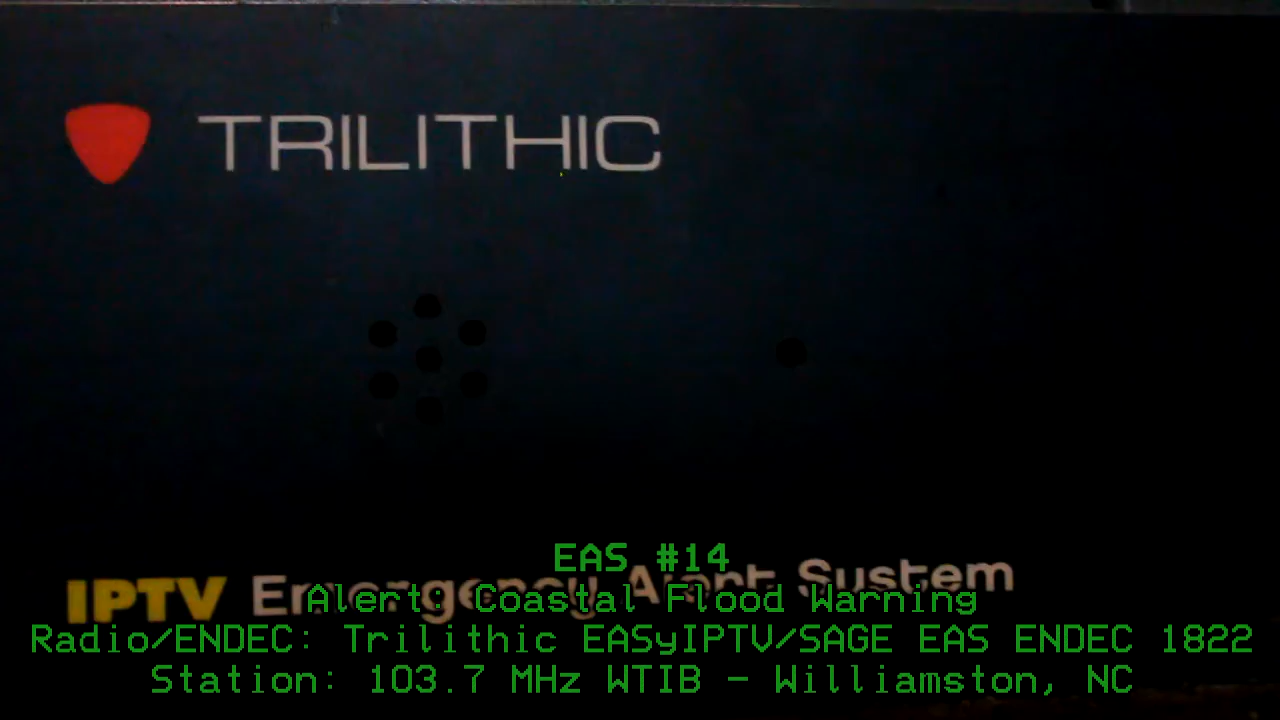 TRILITHIC
EAS #14
IPTV Emergency Alert System
Alert: Coastal Flood Warning
Radio/ENDEC: Trilithic EASyIPTV/SAGE EAS ENDEC 1822
Station: 103.7 MHz WTIB - Williamston, NC